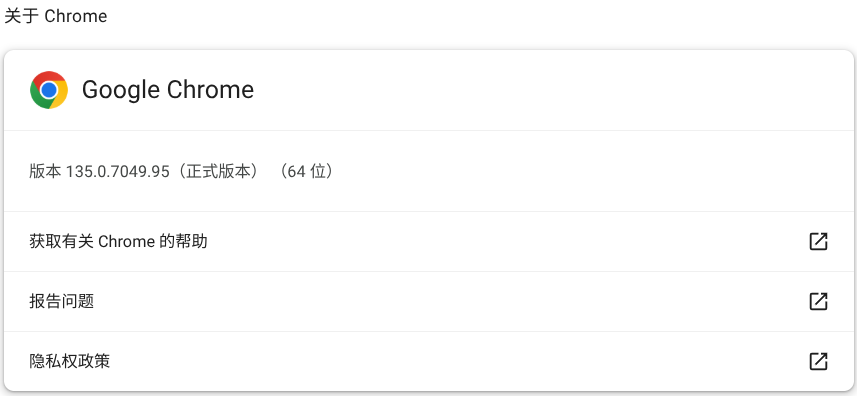 关于 Chrome
Google Chrome
版本 135.0.7049.95（正式版本） （64 位）
获取有关 Chrome 的帮助
报告问题
隐私权政策